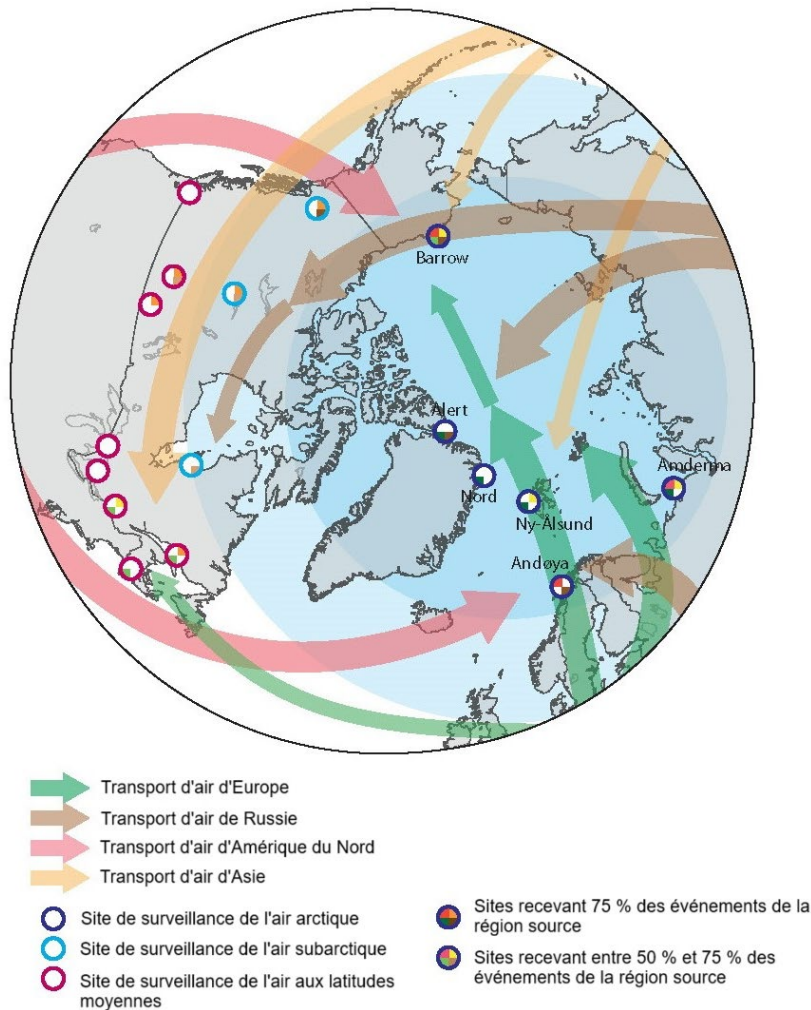 Barrow
Alert
Nord
Ny-Ålsund
Amderma
Andøya
Transport d'air d'Europe
Transport d'air de Russie
Transport d'air d'Amérique du Nord
Transport d'air d'Asie
Site de surveillance de l'air arctique
Site de surveillance de l'air subarctique
Site de surveillance de l'air aux latitudes
moyennes
Sites recevant 75 % des événements de la
région source
Sites recevant entre 50 % et 75 % des
événements de la région source